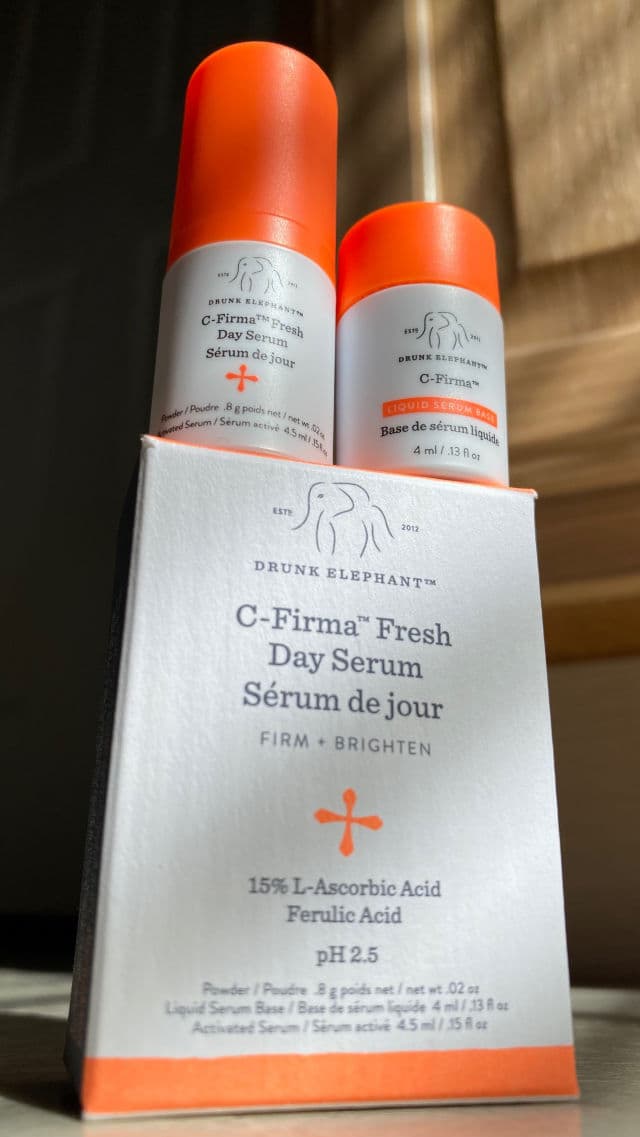 ESTD 2012
DRUNK ELEPHANT™
C-Firma™ Fresh
Day Serum
Sérum de jour
Powder / Poudre .8 g poids net / net wt .02 oz
Activated Serum / Sérum activé 4.5 ml / .15 fl oz
ESTD 2012
DRUNK ELEPHANT™
C-Firma™
LIQUID SERUM BASE
Base de sérum liquide
4 ml / .13 fl oz
ESTD 2012
DRUNK ELEPHANT™
C-Firma™ Fresh
Day Serum
Sérum de jour
FIRM + BRIGHTEN
15% L-Ascorbic Acid
Ferulic Acid
pH 2.5
Powder / Poudre .8 g poids net / net wt .02 oz
Liquid Serum Base / Base de sérum liquide 4 ml / .13 fl oz
Activated Serum / Sérum activé 4.5 ml / .15 fl oz